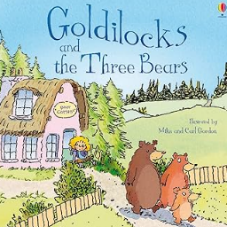 Goldilocks
and
the Three Bears
Illustrated by
Mike and Carl Gordon